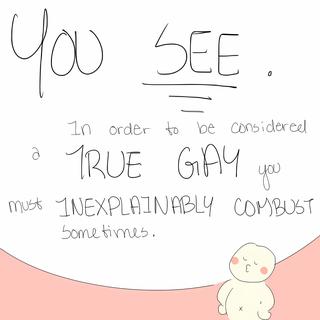 YOU SEE.
In order to be considered
a TRUE GAY you
must INEXPLAINABLY COMBUST
sometimes.